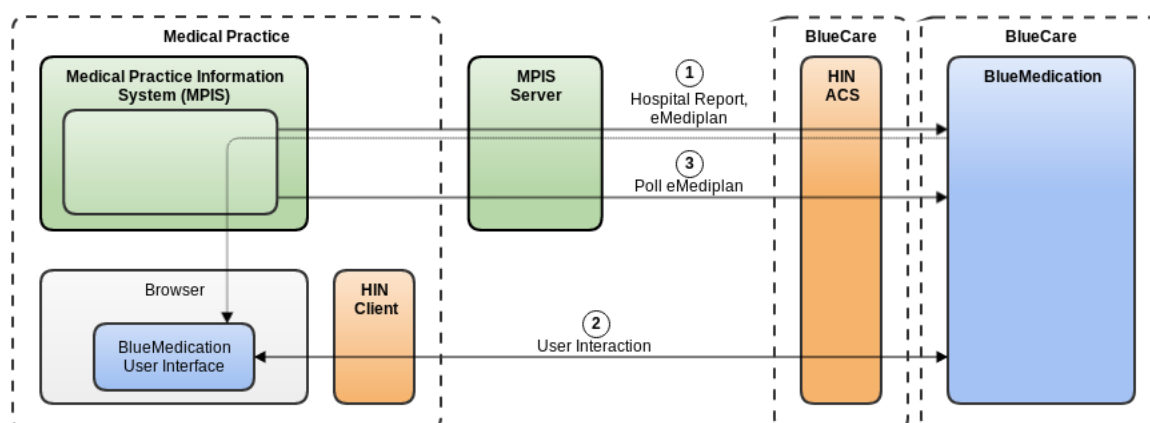 Medical Practice
BlueCare
BlueCare
Medical Practice Information
System (MPIS)
MPIS
Server
1
Hospital Report,
eMediplan
HIN
ACS
BlueMedication
3
Poll eMediplan
Browser
HIN
Client
BlueMedication
User Interface
2
User Interaction